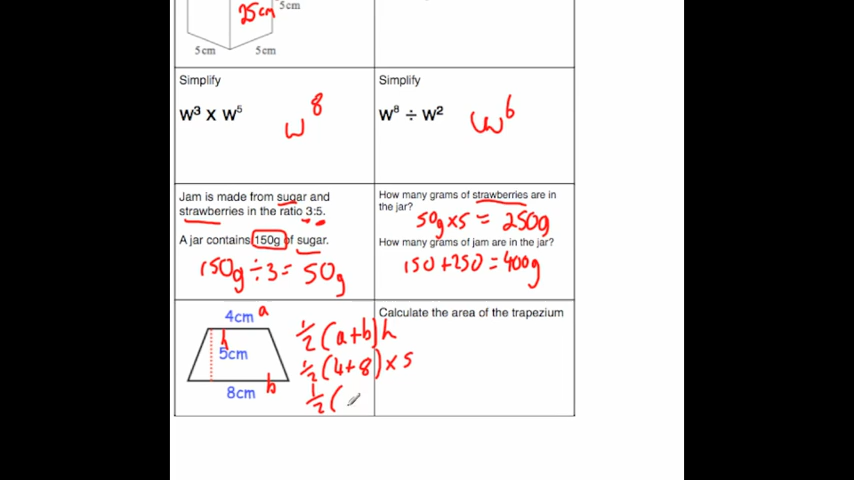 5cm
25cm
5cm
5cm
Simplify
W³ X W⁵
w⁸
Simplify
W⁸ ÷ W²
w⁶
Jam is made from sugar and
strawberries in the ratio 3:5.
A jar contains 150g of sugar.
150g ÷ 3 = 50g
How many grams of strawberries are in
the jar?
50g x 5 = 250g
How many grams of jam are in the jar?
150 + 250 = 400g
4cm a
h
5cm
8cm b
½ (a+b) h
½ (4+8) x 5
½ (
Calculate the area of the trapezium